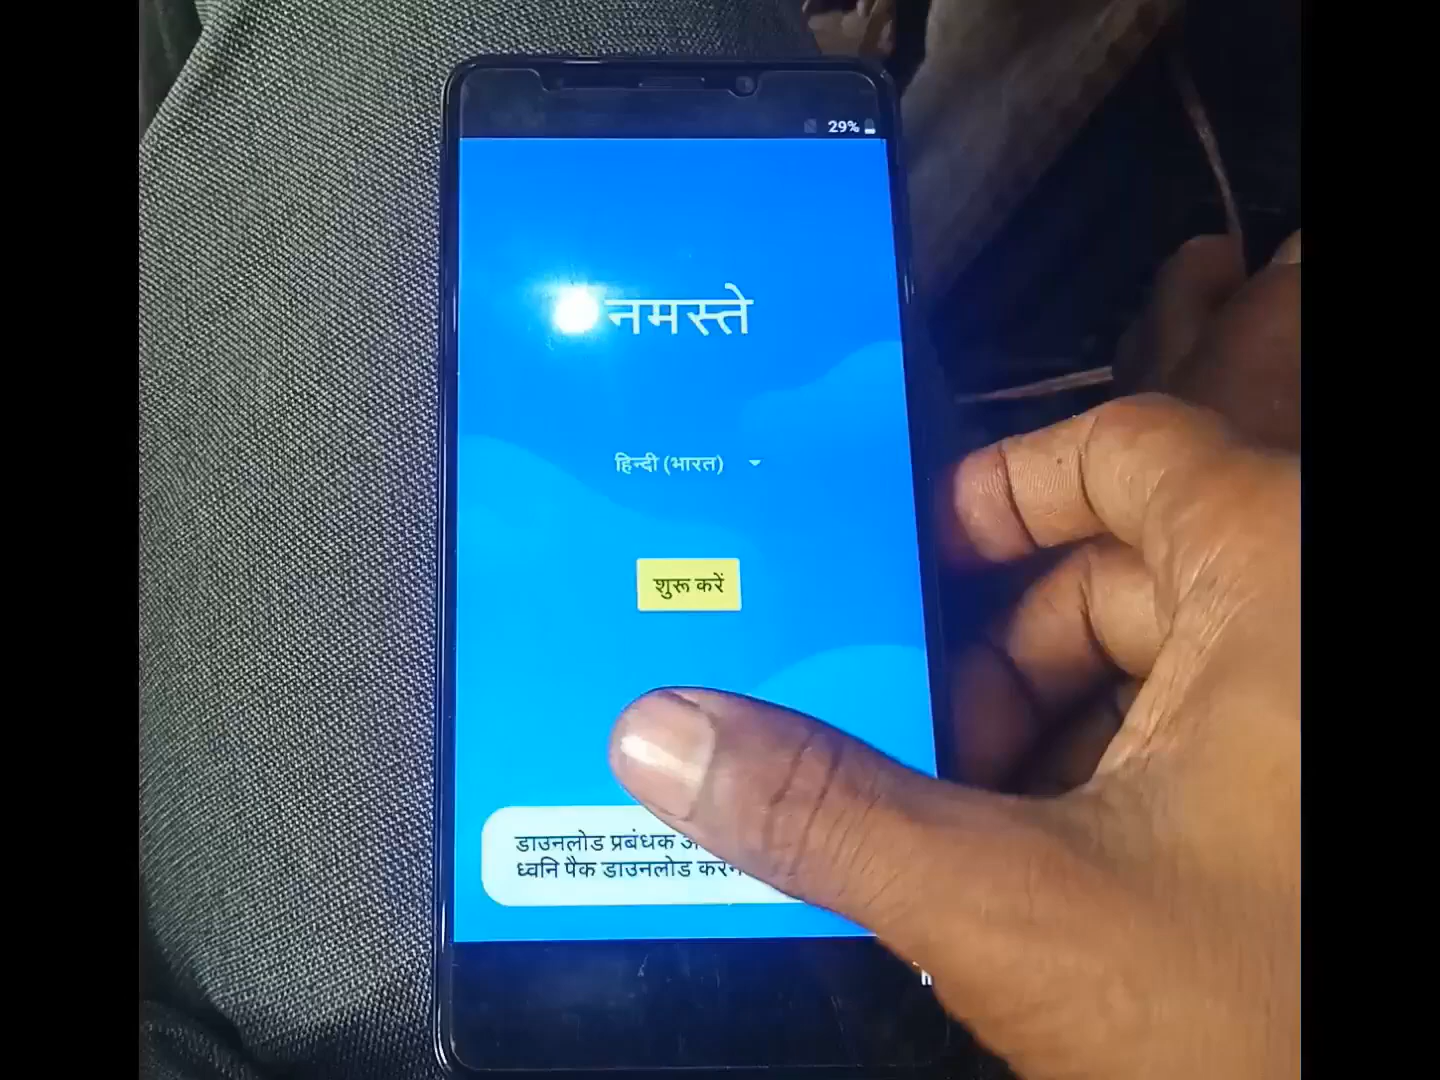 29%
नमस्ते
हिन्दी (भारत)
शुरू करें
डाउनलोड प्रबंधक
ध्वनि पैक डाउनलोड